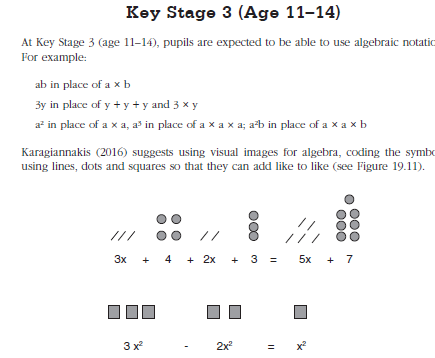 Key Stage 3 (Age 11–14)
At Key Stage 3 (age 11–14), pupils are expected to be able to use algebraic
For example:
ab in place of a × b
3y in place of y + y + y and 3 × y
a² in place of a × a, a³ in place of a × a × a; a²b in place of a × a × b
Karagiannakis (2016) suggests using visual images for algebra, coding the
using lines, dots and squares so that they can add like to like (see Figure 19.11).
3x + 4 + 2x + 3 = 5x + 7
3 x² - 2x² = x²